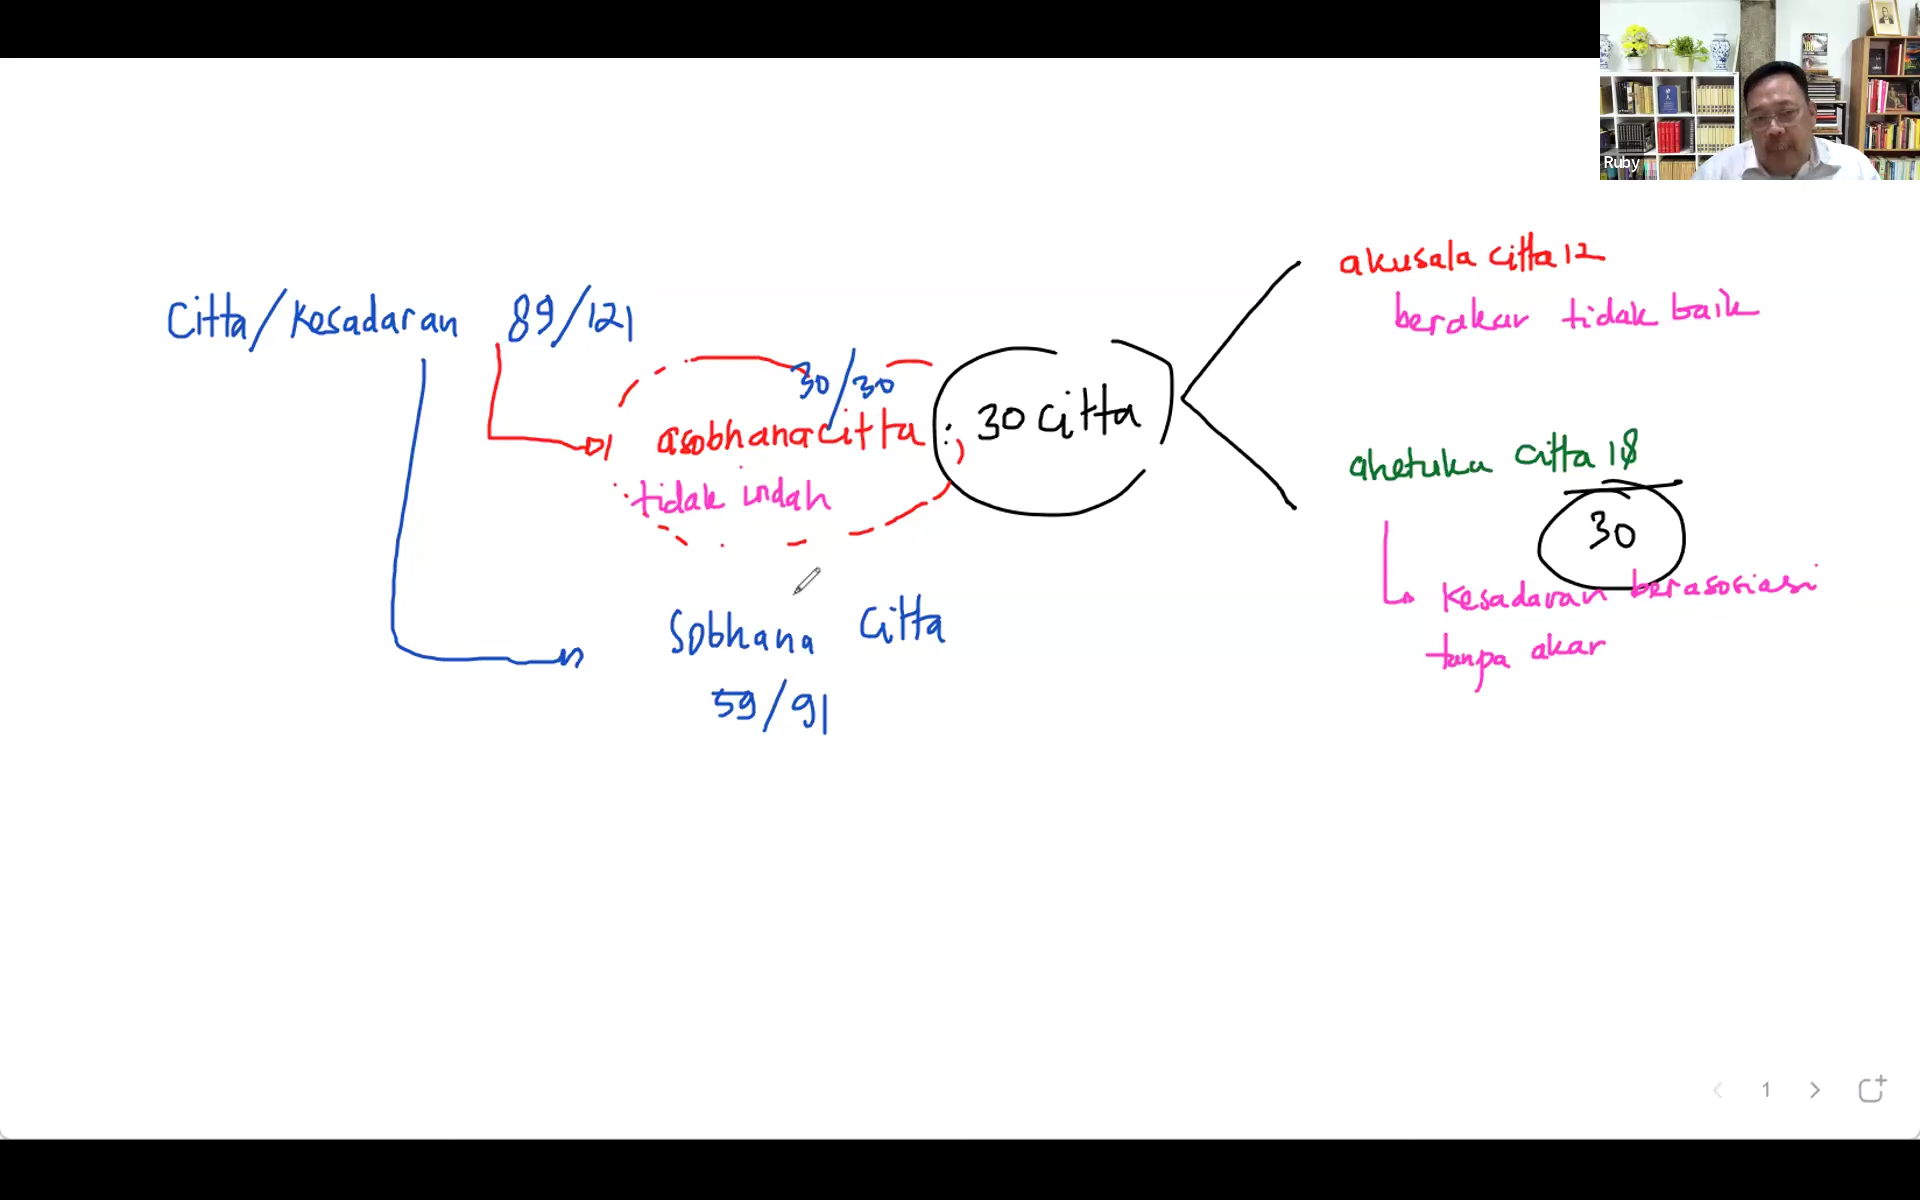 Ruby
Citta/Kesadaran 89/121
30/30
asobhana citta : 30 Citta
tidak indah
Sobhana Citta
59/91
akusala citta 12
berakar tidak baik
ahetuka Citta 18
30
Kesadaran berasosiasi
tanpa akar
1